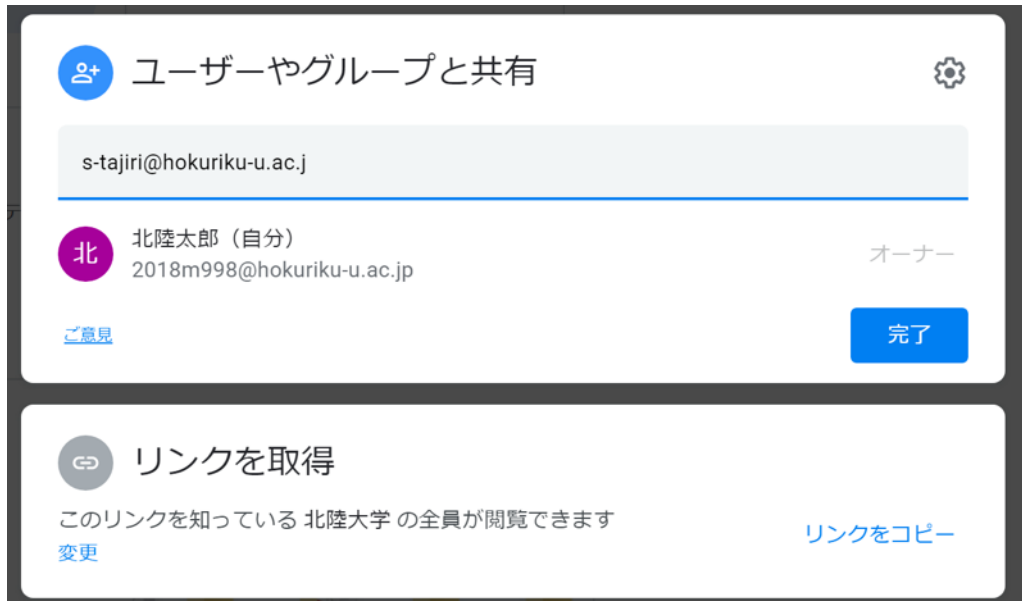 ユーザーやグループと共有
s-tajiri@hokuriku-u.ac.j
北
北陸太郎（自分）
2018m998@hokuriku-u.ac.jp
オーナー
ご意見
完了
リンクを取得
このリンクを知っている 北陸大学 の全員が閲覧できます
変更
リンクをコピー